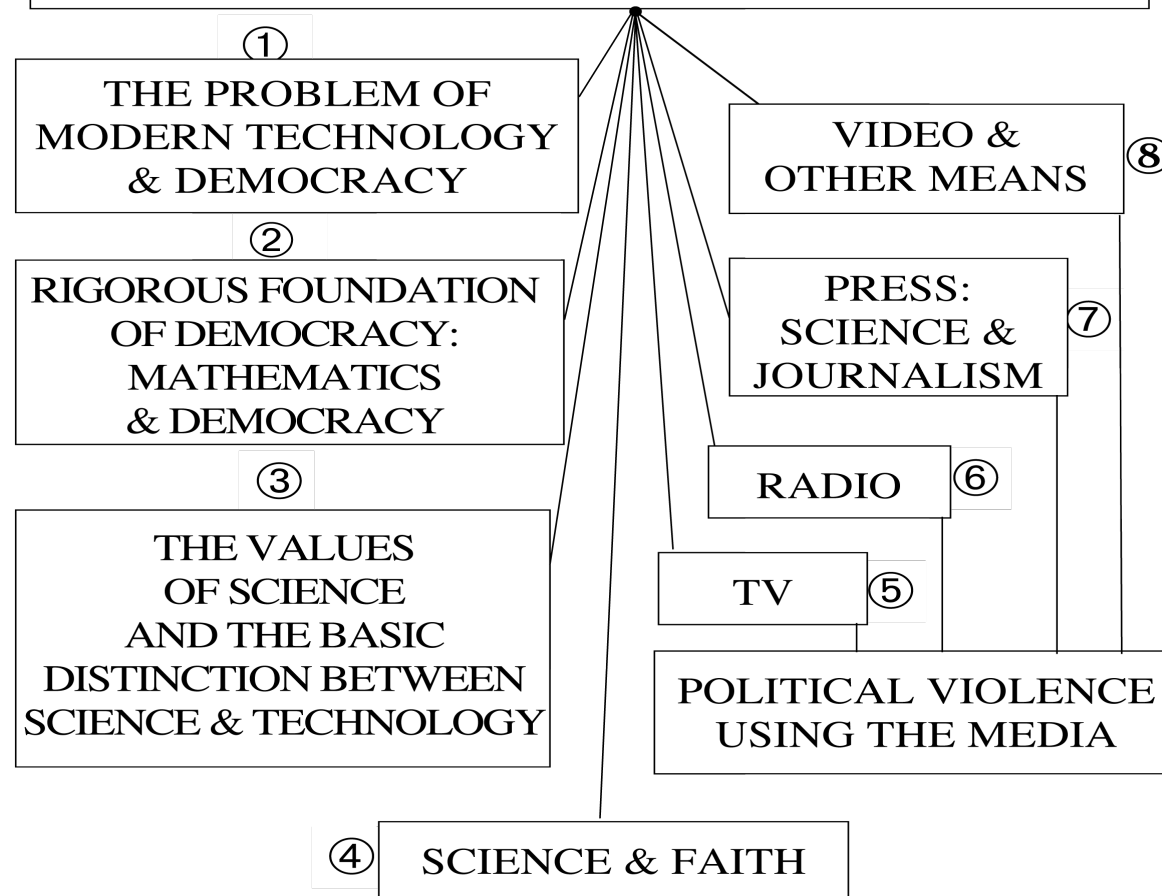 ①
THE PROBLEM OF
MODERN TECHNOLOGY
& DEMOCRACY
②
RIGOROUS FOUNDATION
OF DEMOCRACY:
MATHEMATICS
& DEMOCRACY
③
THE VALUES
OF SCIENCE
AND THE BASIC
DISTINCTION BETWEEN
SCIENCE & TECHNOLOGY
④
SCIENCE & FAITH
TV
⑤
RADIO
⑥
PRESS:
SCIENCE &
JOURNALISM
⑦
VIDEO &
OTHER MEANS
⑧
POLITICAL VIOLENCE
USING THE MEDIA